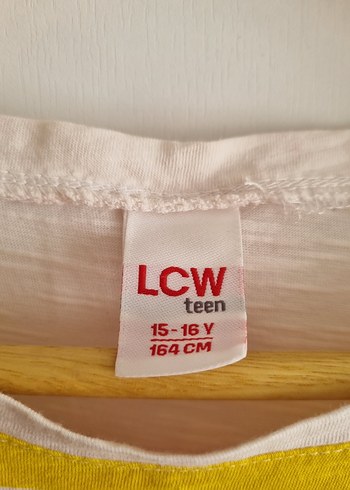 LCW
teen
15-16 Y
164 CM